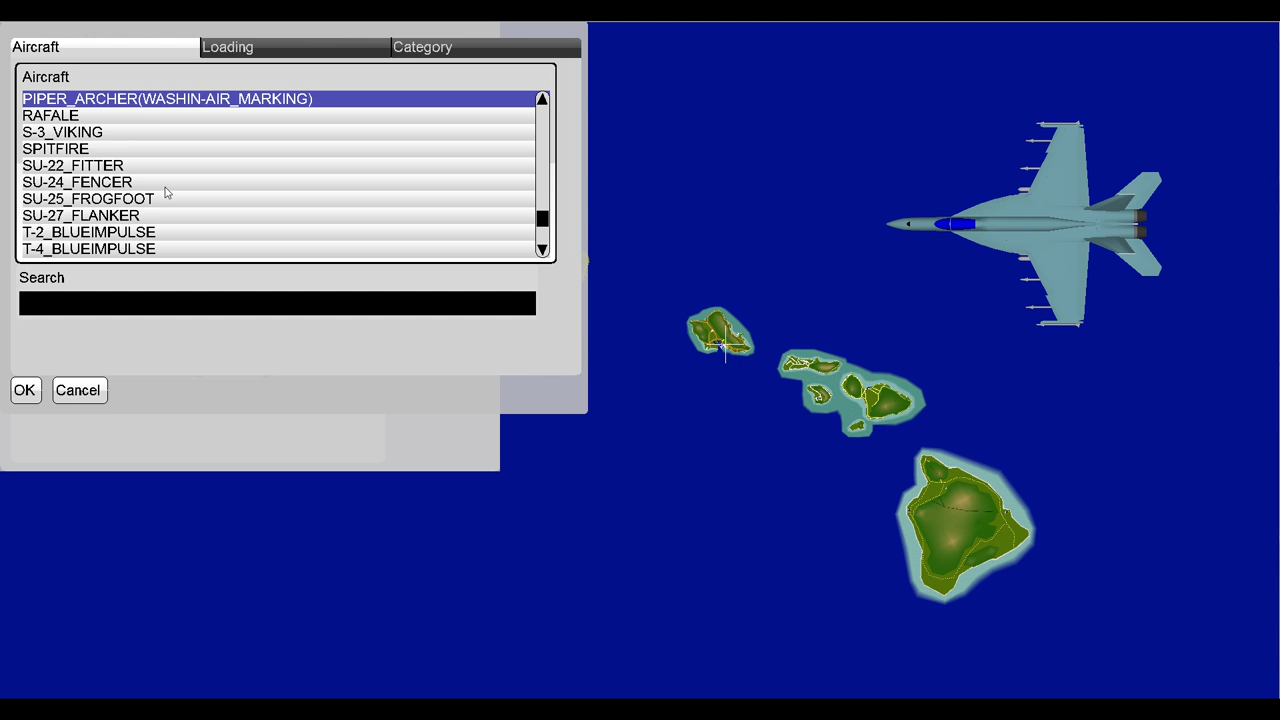 Aircraft
Loading
Category
Aircraft
PIPER_ARCHER(WASHIN-AIR_MARKING)
RAFALE
S-3_VIKING
SPITFIRE
SU-22_FITTER
SU-24_FENCER
SU-25_FROGFOOT
SU-27_FLANKER
T-2_BLUEIMPULSE
T-4_BLUEIMPULSE
Search
OK
Cancel